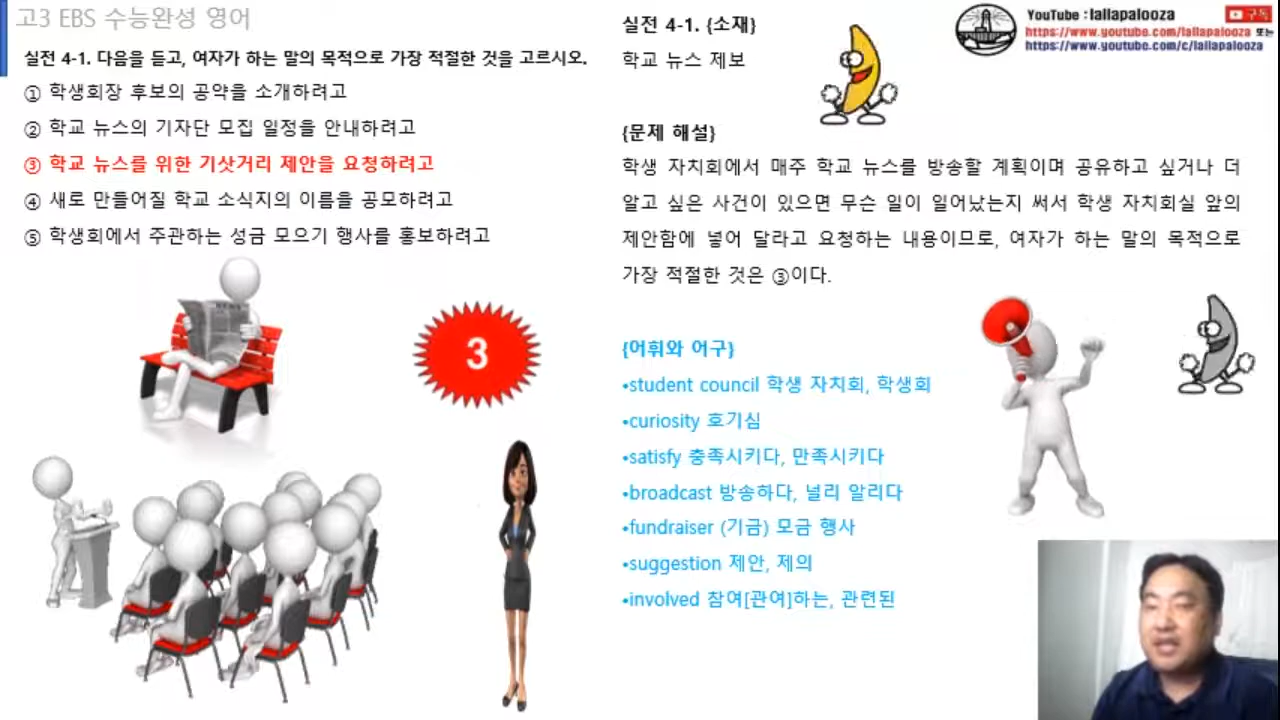 고3 EBS 수능완성 영어
실전 4-1. 다음을 듣고, 여자가 하는 말의 목적으로 가장 적절한 것을 고르시오.
① 학생회장 후보의 공약을 소개하려고
② 학교 뉴스의 기자단 모집 일정을 안내하려고
③ 학교 뉴스를 위한 기삿거리 제안을 요청하려고
④ 새로 만들어질 학교 소식지의 이름을 공모하려고
⑤ 학생회에서 주관하는 성금 모으기 행사를 홍보하려고
NEWS
3
실전 4-1. {소재}
학교 뉴스 제보
{문제 해설}
학생 자치회에서 매주 학교 뉴스를 방송할 계획이며 공유하고 싶거나 더
알고 싶은 사건이 있으면 무슨 일이 일어났는지 써서 학생 자치회실 앞의
제안함에 넣어 달라고 요청하는 내용이므로, 여자가 하는 말의 목적으로
가장 적절한 것은 ③이다.
{어휘와 어구}
•student council 학생 자치회, 학생회
•curiosity 호기심
•satisfy 충족시키다, 만족시키다
•broadcast 방송하다, 널리 알리다
•fundraiser (기금) 모금 행사
•suggestion 제안, 제의
•involved 참여[관여]하는, 관련된
YouTube : lallapalooza
구독
https://www.youtube.com/lallapalooza 또는
https://www.youtube.com/c/lallapalooza